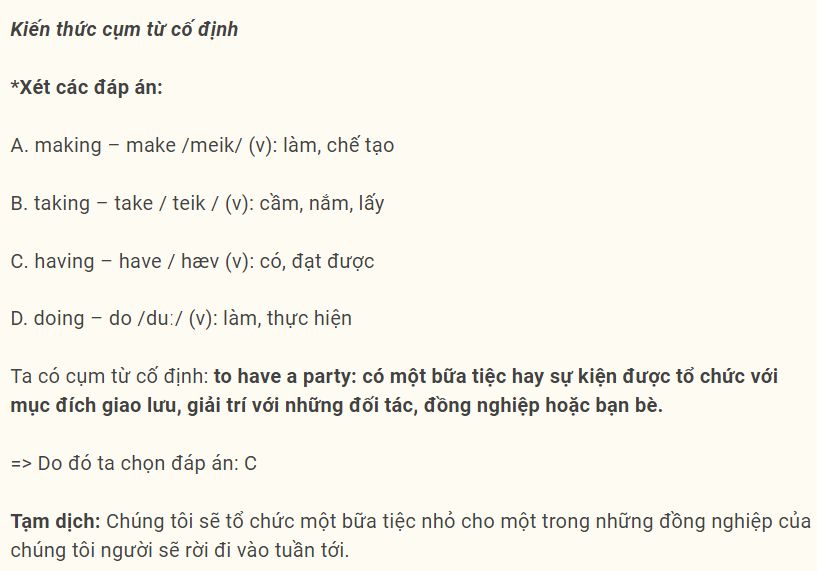 Kiến thức cụm từ cố định
*Xét các đáp án:
A. making – make /meik/ (v): làm, chế tạo
B. taking – take / teik / (v): cầm, nắm, lấy
C. having – have / hæv (v): có, đạt được
D. doing – do /duː/ (v): làm, thực hiện
Ta có cụm từ cố định: to have a party: có một bữa tiệc hay sự kiện được tổ chức với
mục đích giao lưu, giải trí với những đối tác, đồng nghiệp hoặc bạn bè.
=> Do đó ta chọn đáp án: C
Tạm dịch: Chúng tôi sẽ tổ chức một bữa tiệc nhỏ cho một trong những đồng nghiệp của
chúng tôi người sẽ rời đi vào tuần tới.